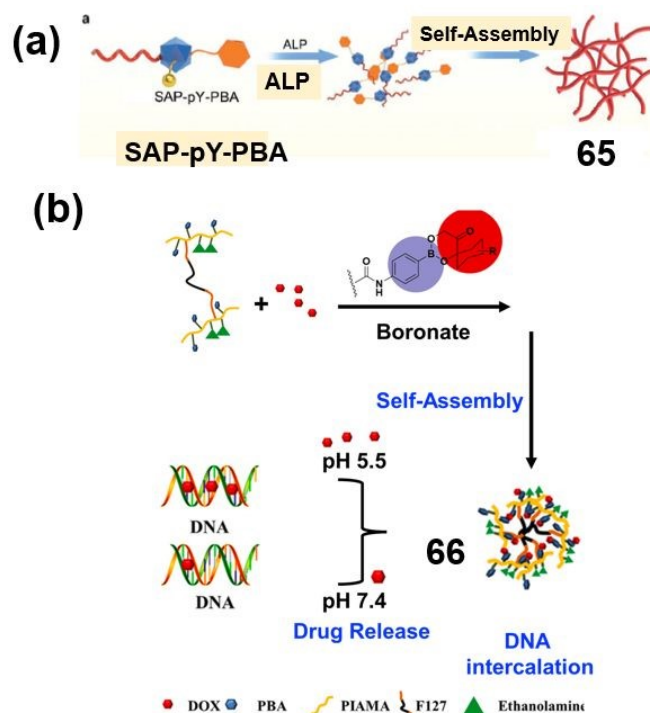 (a)
a
ALP
Self-Assembly
SAP-pY-PBA
ALP
SAP-pY-PBA
65
(b)
O
O
B
O
R
O
N
H
+
Boronate
Self-Assembly
pH 5.5
DNA
66
DNA
pH 7.4
Drug Release
DNA
intercalation
DOX PBA PIAMA F127 Ethanolamine